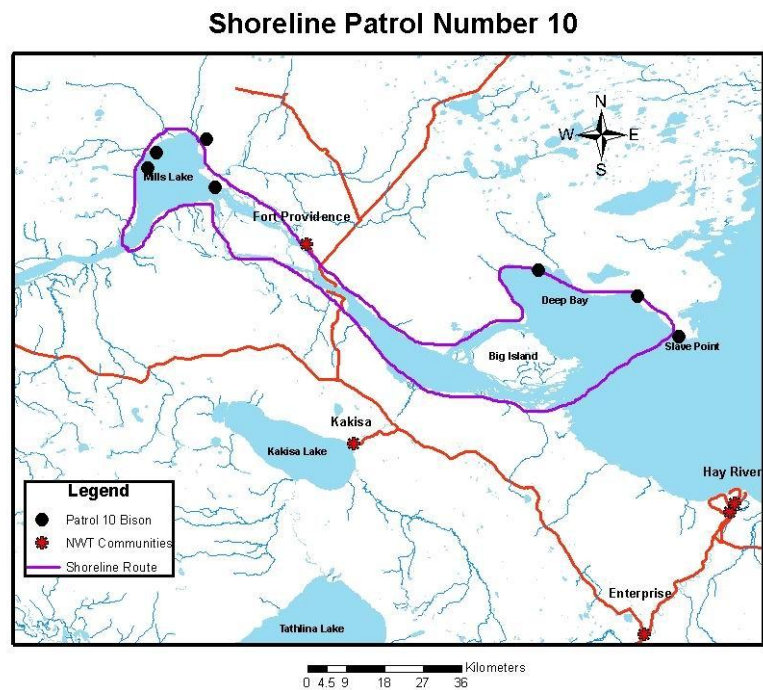 Shoreline Patrol Number 10
N
W E
S
Mills Lake
Fort Providence
Deep Bay
Slave Point
Big Island
Kakisa
Kakisa Lake
Hay River
Legend
Patrol 10 Bison
NWT Communities
Shoreline Route
Enterprise
Tathlina Lake
Kilometers
0 4.5 9 18 27 36